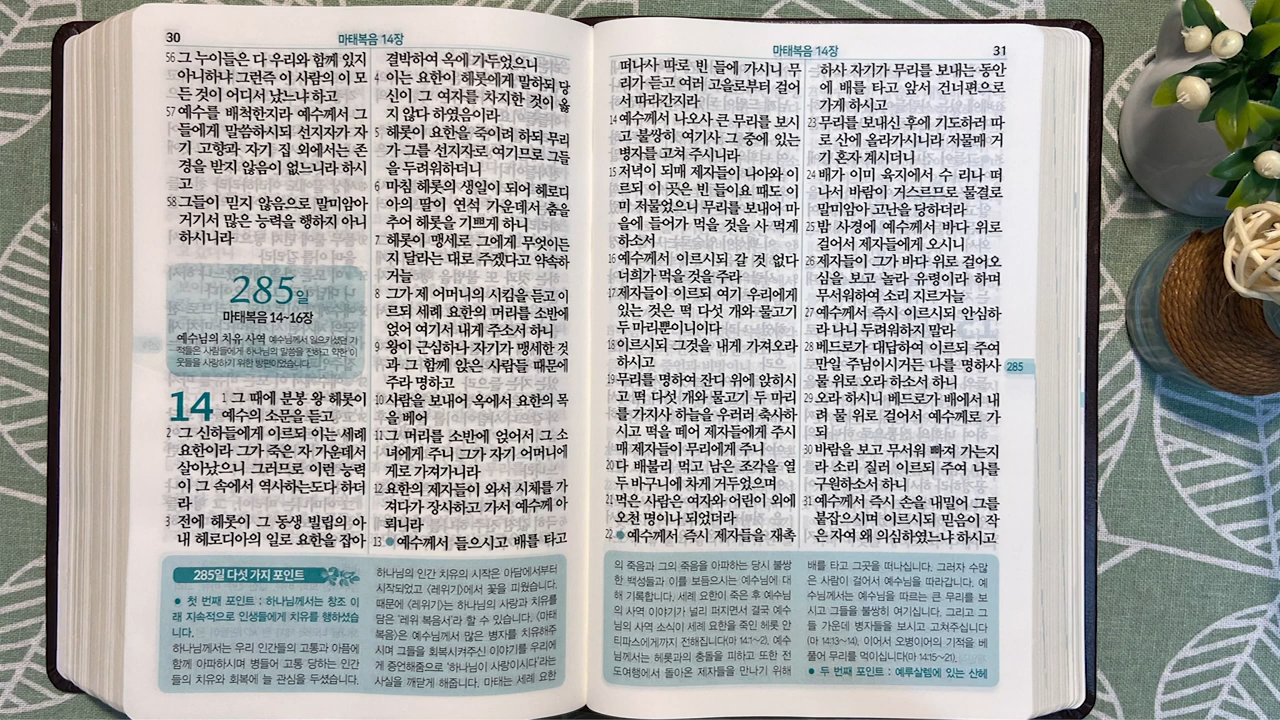 30
마태복음 14장
56 그 누이들은 다 우리와 함께 있지
아니하냐 그런즉 이 사람의 이 모
든 것이 어디서 났느냐 하고
57 예수를 배척한지라 예수께서 그
들에게 말씀하시되 선지자가 자
기 고향과 자기 집 외에서는 존
경을 받지 않음이 없느니라 하시
고
58 그들이 믿지 않음으로 말미암아
거기서 많은 능력을 행하지 아니
하시니라
285일
마태복음 14~16장
예수님의 치유 사역 예수님께서 일으키셨던 기
적들은 사람들에게 하나님의 말씀을 전하고 약한 이
웃들을 사랑하기 위한 방편이었습니다.
14 1 그 때에 분봉 왕 헤롯이
예수의 소문을 듣고
2 그 신하들에게 이르되 이는 세례
요한이라 그가 죽은 자 가운데서
살아났으니 그러므로 이런 능력
이 그 속에서 역사하는도다 하더
라
3 전에 헤롯이 그 동생 빌립의 아
내 헤로디아의 일로 요한을 잡아
결박하여 옥에 가두었으니
4 이는 요한이 헤롯에게 말하되 당
신이 그 여자를 차지한 것이 옳
지 않다 하였음이라
5 헤롯이 요한을 죽이려 하되 무리
가 그를 선지자로 여기므로 그들
을 두려워하더니
6 마침 헤롯의 생일이 되어 헤로디
아의 딸이 연석 가운데서 춤을
추어 헤롯을 기쁘게 하니
7 헤롯이 맹세로 그에게 무엇이든
지 달라는 대로 주겠다고 약속하
거늘
8 그가 제 어머니의 시킴을 듣고 이
르되 세례 요한의 머리를 소반에
얹어 여기서 내게 주소서 하니
9 왕이 근심하나 자기가 맹세한 것
과 그 함께 앉은 사람들 때문에
주라 명하고
10 사람을 보내어 옥에서 요한의 목
을 베어
11 그 머리를 소반에 얹어서 그 소
녀에게 주니 그가 자기 어머니에
게로 가져가니라
12 요한의 제자들이 와서 시체를 가
져다가 장사하고 가서 예수께 아
뢰니라
13 ● 예수께서 들으시고 배를 타고
285일 다섯 가지 포인트
● 첫 번째 포인트 : 하나님께서는 창조 이
래 지속적으로 인생들에게 치유를 행하셨습
니다.
하나님께서는 우리 인간들의 고통과 아픔에
함께 아파하시며 병들어 고통 당하는 인간
들의 치유와 회복에 늘 관심을 두셨습니다.
하나님의 인간 치유의 시작은 아담에서부터
시작되었고 〈레위기〉에서 꽃을 피웠습니다.
때문에 〈레위기〉는 하나님의 사랑과 치유를
담은 '레위 복음서'라 할 수 있습니다. 〈마태
복음〉은 예수님께서 많은 병자를 치유해주
시며 그들을 회복시켜주신 이야기를 우리에
게 증언해줌으로 '하나님이 사랑이시다'라는
사실을 깨닫게 해줍니다. 마태는 세례 요한
마태복음 14장
31
떠나사 따로 빈 들에 가시니 무
리가 듣고 여러 고을로부터 걸어
서 따라간지라
14 예수께서 나오사 큰 무리를 보시
고 불쌍히 여기사 그 중에 있는
병자를 고쳐 주시니라
15 저녁이 되매 제자들이 나아와 이
르되 이 곳은 빈 들이요 때도 이
미 저물었으니 무리를 보내어 마
을에 들어가 먹을 것을 사 먹게
하소서
16 예수께서 이르시되 갈 것 없다
너희가 먹을 것을 주라
17 제자들이 이르되 여기 우리에게
있는 것은 떡 다섯 개와 물고기
두 마리뿐이니이다
18 이르시되 그것을 내게 가져오라
하시고
19 무리를 명하여 잔디 위에 앉히시
고 떡 다섯 개와 물고기 두 마리
를 가지사 하늘을 우러러 축사하
시고 떡을 떼어 제자들에게 주시
매 제자들이 무리에게 주니
20 다 배불리 먹고 남은 조각을 열
두 바구니에 차게 거두었으며
21 먹은 사람은 여자와 어린이 외에
오천 명이나 되었더라
22 ● 예수께서 즉시 제자들을 재촉
하사 자기가 무리를 보내는 동안
에 배를 타고 앞서 건너편으로
가게 하시고
23 무리를 보내신 후에 기도하러 따
로 산에 올라가시니라 저물매 거
기 혼자 계시더니
24 배가 이미 육지에서 수 리나 떠
나서 바람이 거스르므로 물결로
말미암아 고난을 당하더라
25 밤 사경에 예수께서 바다 위로
걸어서 제자들에게 오시니
26 제자들이 그가 바다 위로 걸어오
심을 보고 놀라 유령이라 하며
무서워하여 소리 지르거늘
27 예수께서 즉시 이르시되 안심하
라 나니 두려워하지 말라
28 베드로가 대답하여 이르되 주여
만일 주님이시거든 나를 명하사
물 위로 오라 하소서 하니
29 오라 하시니 베드로가 배에서 내
려 물 위로 걸어서 예수께로 가
되
30 바람을 보고 무서워 빠져 가는지
라 소리 질러 이르되 주여 나를
구원하소서 하니
31 예수께서 즉시 손을 내밀어 그를
붙잡으시며 이르시되 믿음이 작
은 자여 왜 의심하였느냐 하시고
285
의 죽음과 그의 죽음을 아파하는 당시 불쌍
한 백성들과 이를 보듬으시는 예수님에 대
해 기록합니다. 세례 요한이 죽은 후 예수님
의 사역 이야기가 널리 퍼지면서 결국 예수
님의 사역 소식이 세례 요한을 죽인 헤롯 안
티파스에게까지 전해집니다(마 14:1~2). 예수
님께서는 헤롯과의 충돌을 피하고 또한 전
도여행에서 돌아온 제자들을 만나기 위해
배를 타고 그곳을 떠나십니다. 그러자 수많
은 사람이 걸어서 예수님을 따라갑니다. 예
수님께서는 예수님을 따르는 큰 무리를 보
시고 그들을 불쌍히 여기십니다. 그리고 그
들 가운데 병자들을 보시고 고쳐주십니다
(마 14:13~14). 이어서 오병이어의 기적을 베
풀어 무리를 먹이십니다(마 14:15~21).
● 두 번째 포인트 : 예루살렘에 있는 산헤